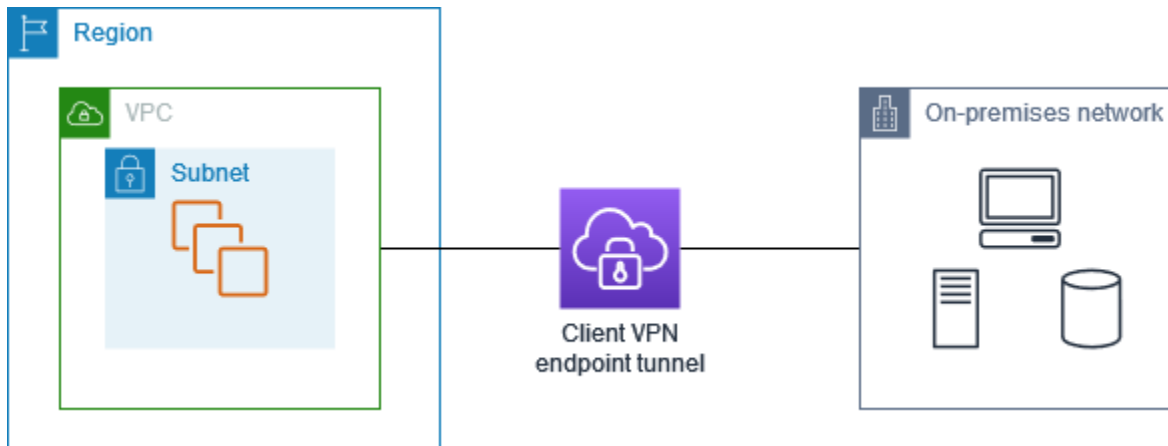 Region
VPC
Subnet
Client VPN
endpoint tunnel
On-premises network